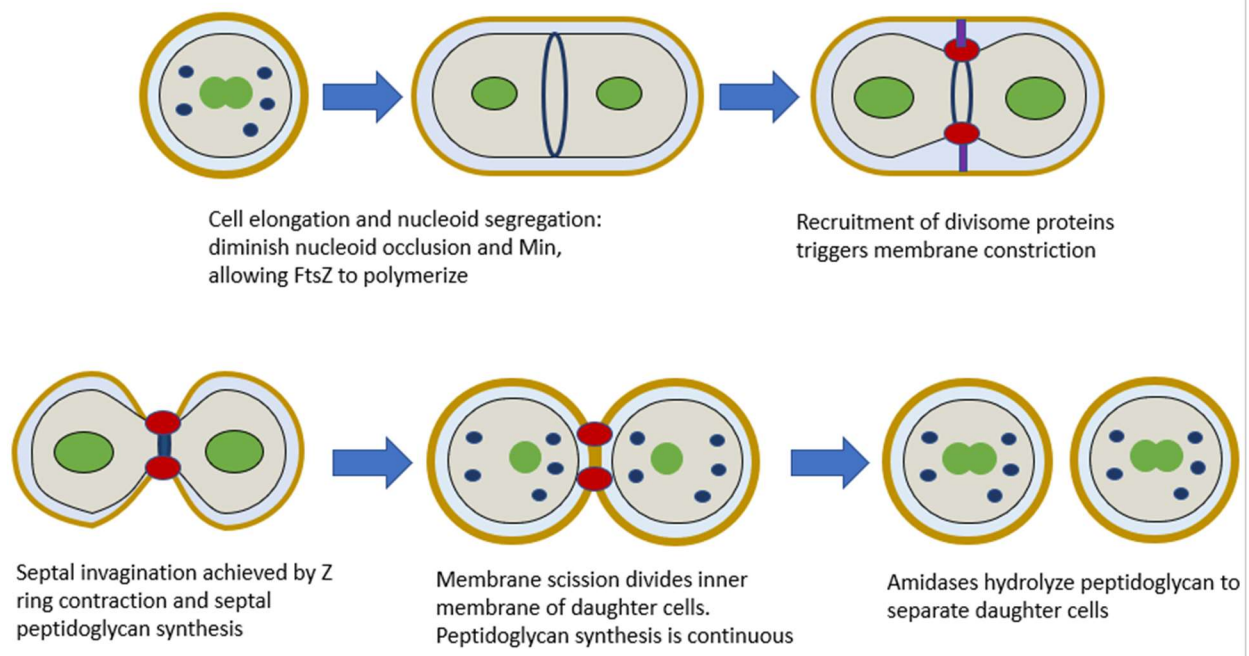 Cell elongation and nucleoid segregation:
diminish nucleoid occlusion and Min,
allowing FtsZ to polymerize
Recruitment of divisome proteins
triggers membrane constriction
Septal invagination achieved by Z
ring contraction and septal
peptidoglycan synthesis
Membrane scission divides inner
membrane of daughter cells.
Peptidoglycan synthesis is continuous
Amidases hydrolyze peptidoglycan to
separate daughter cells